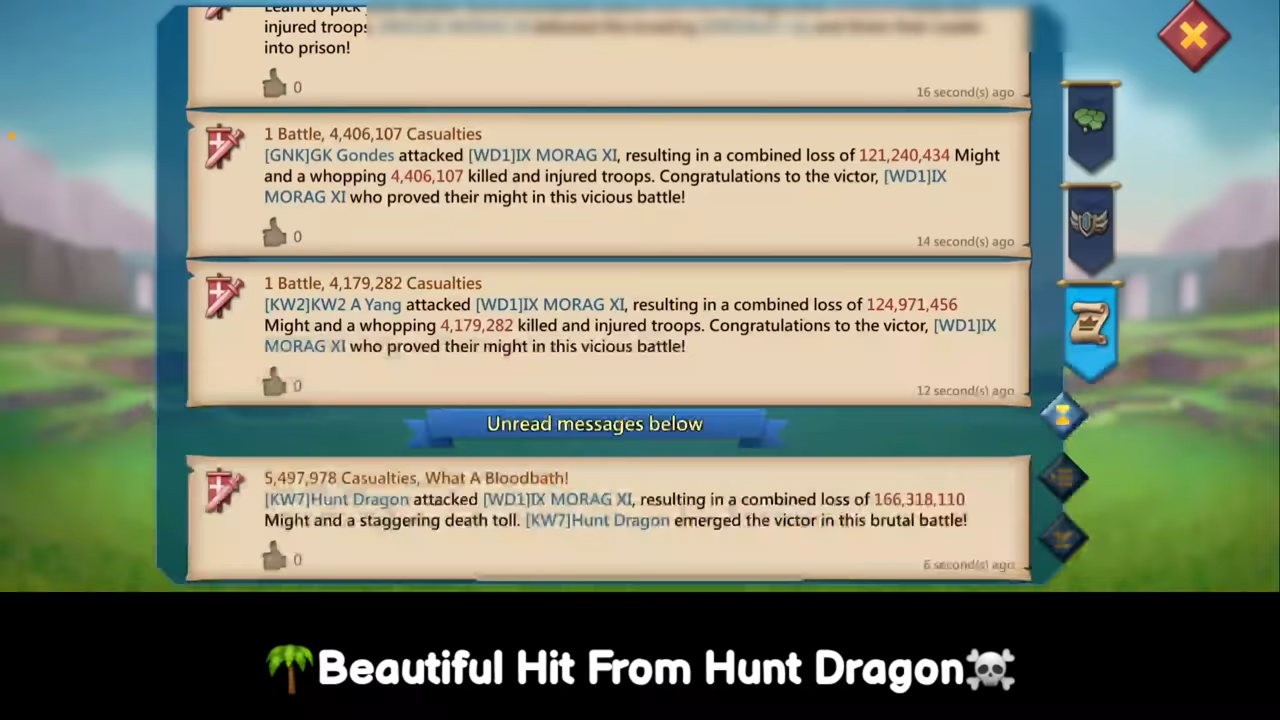 Learn to pick
injured troops
into prison!
0
16 second(s) ago
1 Battle, 4,406,107 Casualties
[GNK]GK Gondes attacked [WD1]IX MORAG XI, resulting in a combined loss of 121,240,434 Might
and a whopping 4,406,107 killed and injured troops. Congratulations to the victor, [WD1]IX
MORAG XI who proved their might in this vicious battle!
0
14 second(s) ago
1 Battle, 4,179,282 Casualties
[KW2]KW2 A Yang attacked [WD1]IX MORAG XI, resulting in a combined loss of 124,971,456
Might and a whopping 4,179,282 killed and injured troops. Congratulations to the victor, [WD1]IX
MORAG XI who proved their might in this vicious battle!
0
12 second(s) ago
Unread messages below
5,497,978 Casualties, What A Bloodbath!
[KW7]Hunt Dragon attacked [WD1]IX MORAG XI, resulting in a combined loss of 166,318,110
Might and a staggering death toll. [KW7]Hunt Dragon emerged the victor in this brutal battle!
0
6 second(s) ago
🌴Beautiful Hit From Hunt Dragon☠️